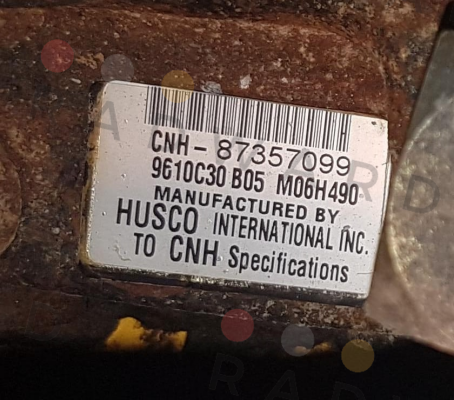 CNH-87357099
9610C30 B05 M06H490
MANUFACTURED BY
HUSCO INTERNATIONAL INC.
TO CNH Specifications